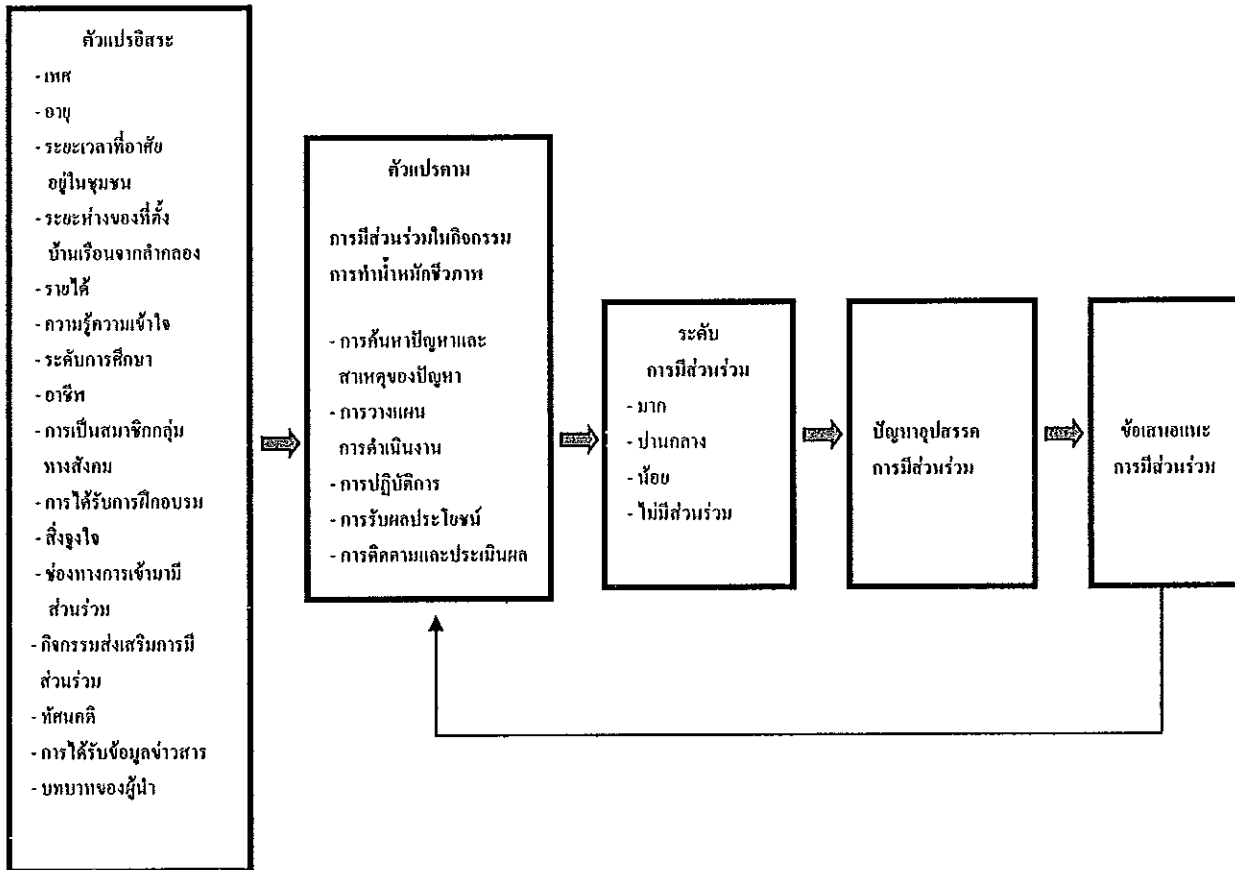 ตัวแปรอิสระ
- เพศ
- อายุ
- ระยะเวลาที่อาศัย
อยู่ในชุมชน
- ระยะห่างของที่ตั้ง
บ้านเรือนจากลำคลอง
- รายได้
- ความรู้ความเข้าใจ
- ระดับการศึกษา
- อาชีพ
- การเป็นสมาชิกกลุ่ม
ทางสังคม
- การได้รับการฝึกอบรม
- สิ่งจูงใจ
- ช่องทางการเข้ามามี
ส่วนร่วม
- กิจกรรมส่งเสริมการมี
ส่วนร่วม
- ทัศนคติ
- การได้รับข้อมูลข่าวสาร
- บทบาทของผู้นำ
ตัวแปรตาม
การมีส่วนร่วมในกิจกรรม
การทำน้ำหมักชีวภาพ
- การค้นหาปัญหาและ
สาเหตุของปัญหา
- การวางแผน
การดำเนินงาน
- การปฏิบัติการ
- การรับผลประโยชน์
- การติดตามและประเมินผล
ระดับ
การมีส่วนร่วม
- มาก
- ปานกลาง
- น้อย
- ไม่มีส่วนร่วม
ปัญหาอุปสรรค
การมีส่วนร่วม
ข้อเสนอแนะ
การมีส่วนร่วม